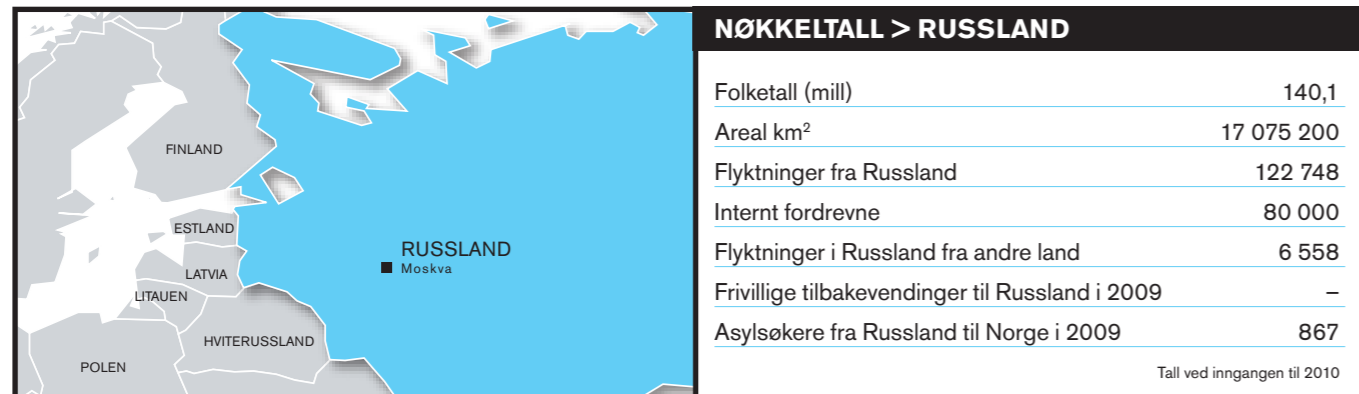 FINLAND
ESTLAND
LATVIA
LITAUEN
HVITERUSSLAND
POLEN
RUSSLAND
Moskva
NØKKELTALL > RUSSLAND
Folketall (mill) 140,1
Areal km² 17 075 200
Flyktninger fra Russland 122 748
Internt fordrevne 80 000
Flyktninger i Russland fra andre land 6 558
Frivillige tilbakevendinger til Russland i 2009 –
Asylsøkere fra Russland til Norge i 2009 867
Tall ved inngangen til 2010